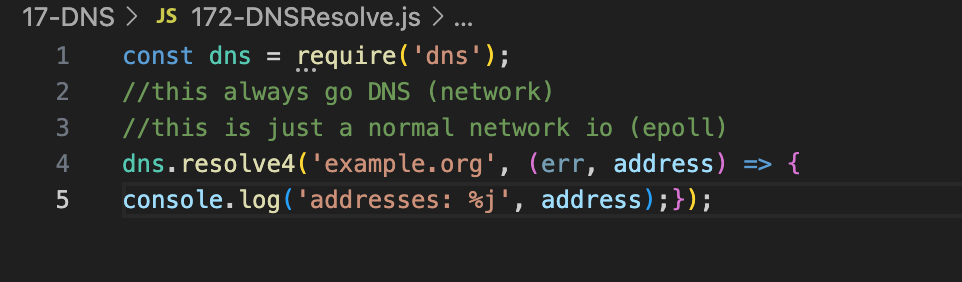 17-DNS > JS 172-DNSResolve.js > ...
1 const dns = require('dns');
2 //this always go DNS (network)
3 //this is just a normal network io (epoll)
4 dns.resolve4('example.org', (err, address) => {
5 console.log('addresses: %j', address);});